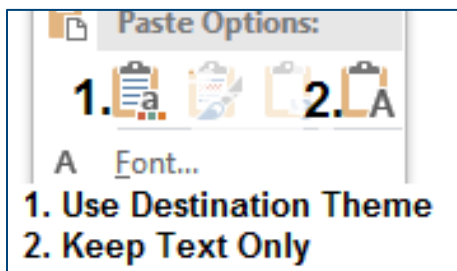 Paste Options:
1. a 2. A
A Font...
1. Use Destination Theme
2. Keep Text Only